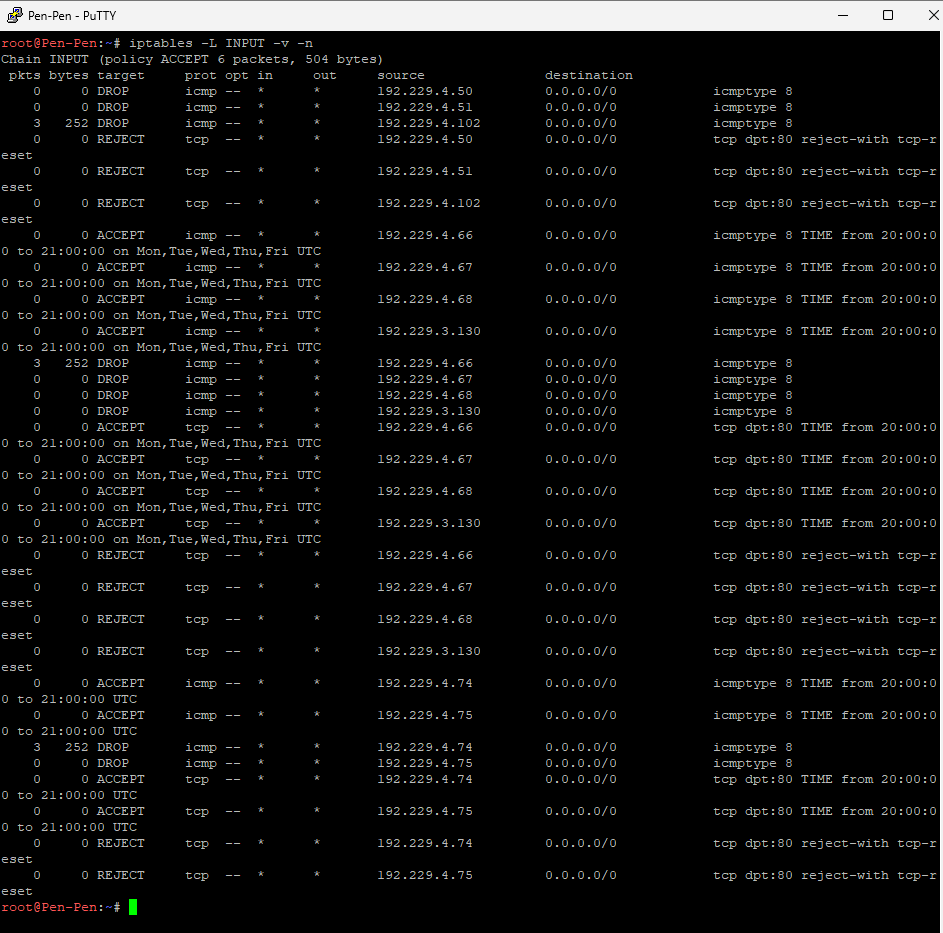 Pen-Pen - PuTTY
root@Pen-Pen:~# iptables -L INPUT -v -n
Chain INPUT (policy ACCEPT 6 packets, 504 bytes)
 pkts bytes target     prot opt in     out     source               destination
    0     0 DROP       icmp --  *      *       192.229.4.50         0.0.0.0/0            icmptype 8
    0     0 DROP       icmp --  *      *       192.229.4.51         0.0.0.0/0            icmptype 8
    3   252 DROP       icmp --  *      *       192.229.4.102        0.0.0.0/0            icmptype 8
    0     0 REJECT     tcp  --  *      *       192.229.4.50         0.0.0.0/0            tcp dpt:80 reject-with tcp-r
eset
    0     0 REJECT     tcp  --  *      *       192.229.4.51         0.0.0.0/0            tcp dpt:80 reject-with tcp-r
eset
    0     0 REJECT     tcp  --  *      *       192.229.4.102        0.0.0.0/0            tcp dpt:80 reject-with tcp-r
eset
    0     0 ACCEPT     icmp --  *      *       192.229.4.66         0.0.0.0/0            icmptype 8 TIME from 20:00:0
0 to 21:00:00 on Mon,Tue,Wed,Thu,Fri UTC
    0     0 ACCEPT     icmp --  *      *       192.229.4.67         0.0.0.0/0            icmptype 8 TIME from 20:00:0
0 to 21:00:00 on Mon,Tue,Wed,Thu,Fri UTC
    0     0 ACCEPT     icmp --  *      *       192.229.4.68         0.0.0.0/0            icmptype 8 TIME from 20:00:0
0 to 21:00:00 on Mon,Tue,Wed,Thu,Fri UTC
    0     0 ACCEPT     icmp --  *      *       192.229.3.130        0.0.0.0/0            icmptype 8 TIME from 20:00:0
0 to 21:00:00 on Mon,Tue,Wed,Thu,Fri UTC
    3   252 DROP       icmp --  *      *       192.229.4.66         0.0.0.0/0            icmptype 8
    0     0 DROP       icmp --  *      *       192.229.4.67         0.0.0.0/0            icmptype 8
    0     0 DROP       icmp --  *      *       192.229.4.68         0.0.0.0/0            icmptype 8
    0     0 DROP       icmp --  *      *       192.229.3.130        0.0.0.0/0            icmptype 8
    0     0 ACCEPT     tcp  --  *      *       192.229.4.66         0.0.0.0/0            tcp dpt:80 TIME from 20:00:0
0 to 21:00:00 on Mon,Tue,Wed,Thu,Fri UTC
    0     0 ACCEPT     tcp  --  *      *       192.229.4.67         0.0.0.0/0            tcp dpt:80 TIME from 20:00:0
0 to 21:00:00 on Mon,Tue,Wed,Thu,Fri UTC
    0     0 ACCEPT     tcp  --  *      *       192.229.4.68         0.0.0.0/0            tcp dpt:80 TIME from 20:00:0
0 to 21:00:00 on Mon,Tue,Wed,Thu,Fri UTC
    0     0 ACCEPT     tcp  --  *      *       192.229.3.130        0.0.0.0/0            tcp dpt:80 TIME from 20:00:0
0 to 21:00:00 on Mon,Tue,Wed,Thu,Fri UTC
    0     0 REJECT     tcp  --  *      *       192.229.4.66         0.0.0.0/0            tcp dpt:80 reject-with tcp-r
eset
    0     0 REJECT     tcp  --  *      *       192.229.4.67         0.0.0.0/0            tcp dpt:80 reject-with tcp-r
eset
    0     0 REJECT     tcp  --  *      *       192.229.4.68         0.0.0.0/0            tcp dpt:80 reject-with tcp-r
eset
    0     0 REJECT     tcp  --  *      *       192.229.3.130        0.0.0.0/0            tcp dpt:80 reject-with tcp-r
eset
    0     0 ACCEPT     icmp --  *      *       192.229.4.74         0.0.0.0/0            icmptype 8 TIME from 20:00:0
0 to 21:00:00 UTC
    0     0 ACCEPT     icmp --  *      *       192.229.4.75         0.0.0.0/0            icmptype 8 TIME from 20:00:0
0 to 21:00:00 UTC
    3   252 DROP       icmp --  *      *       192.229.4.74         0.0.0.0/0            icmptype 8
    0     0 DROP       icmp --  *      *       192.229.4.75         0.0.0.0/0            icmptype 8
    0     0 ACCEPT     tcp  --  *      *       192.229.4.74         0.0.0.0/0            tcp dpt:80 TIME from 20:00:0
0 to 21:00:00 UTC
    0     0 ACCEPT     tcp  --  *      *       192.229.4.75         0.0.0.0/0            tcp dpt:80 TIME from 20:00:0
0 to 21:00:00 UTC
    0     0 REJECT     tcp  --  *      *       192.229.4.74         0.0.0.0/0            tcp dpt:80 reject-with tcp-r
eset
    0     0 REJECT     tcp  --  *      *       192.229.4.75         0.0.0.0/0            tcp dpt:80 reject-with tcp-r
eset
root@Pen-Pen:~#